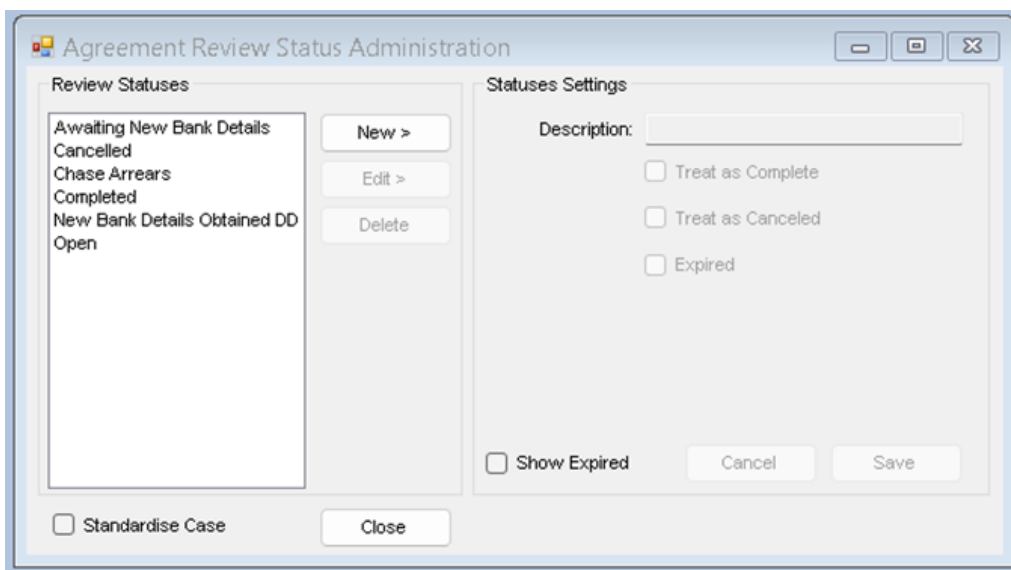 Agreement Review Status Administration
Review Statuses
Awaiting New Bank Details
Cancelled
Chase Arrears
Completed
New Bank Details Obtained DD
Open
New >
Edit >
Delete
Statuses Settings
Description:
Treat as Complete
Treat as Canceled
Expired
Show Expired
Cancel
Save
Standardise Case
Close